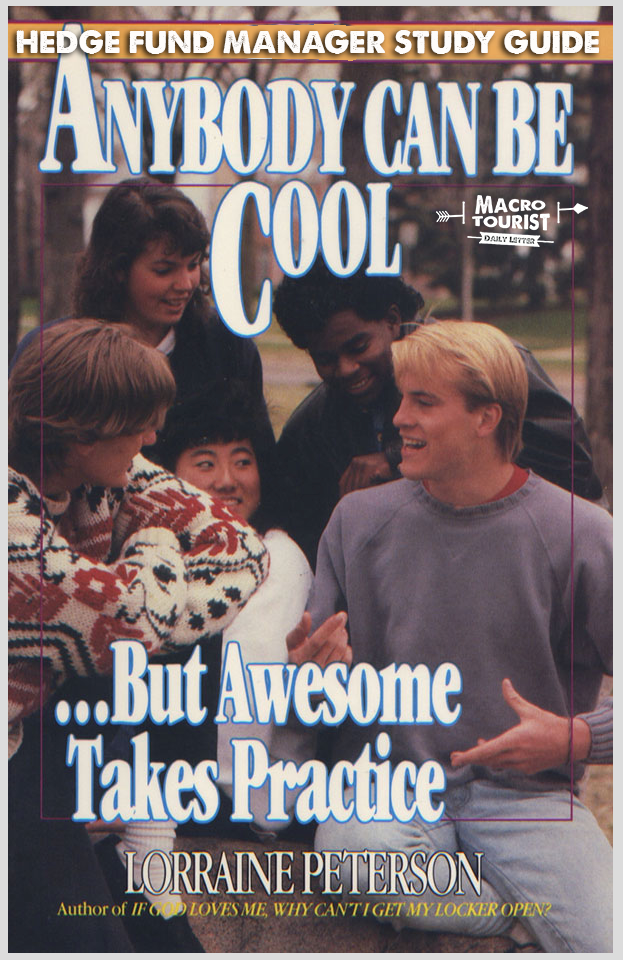 HEDGE FUND MANAGER STUDY GUIDE
ANYBODY CAN BE
COOL
MACRO
TOURIST
DAILY LETTER
...But Awesome
Takes Practice
LORRAINE PETERSON
Author of IF GOD LOVES ME, WHY CAN'T I GET MY LOCKER OPEN?